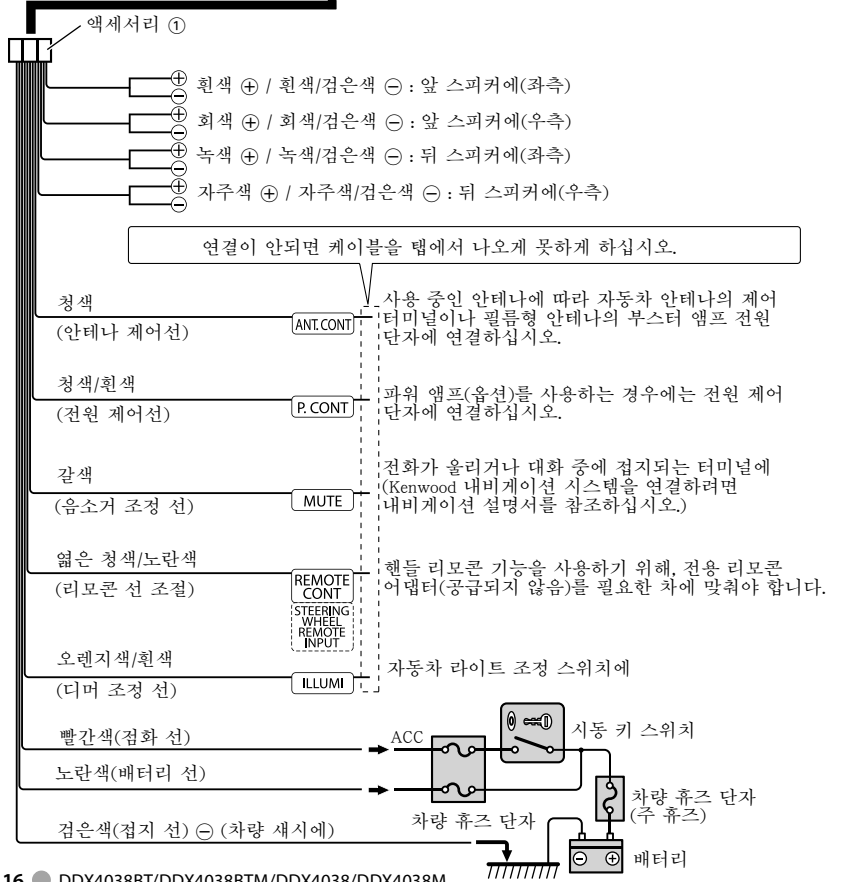 액세서리 ①
⊕ 흰색 ⊕ / 흰색/검은색 ⊖ : 앞 스피커에(좌측)
⊖
⊕ 회색 ⊕ / 회색/검은색 ⊖ : 앞 스피커에(우측)
⊖
⊕ 녹색 ⊕ / 녹색/검은색 ⊖ : 뒤 스피커에(좌측)
⊖
⊕ 자주색 ⊕ / 자주색/검은색 ⊖ : 뒤 스피커에(우측)
⊖
연결이 안되면 케이블을 탭에서 나오게 못하게 하십시오.
청색
(안테나 제어선)
ANT. CONT
사용 중인 안테나에 따라 자동차 안테나의 제어
터미널이나 필름형 안테나의 부스터 앰프 전원
단자에 연결하십시오.
청색/흰색
(전원 제어선)
P. CONT
파워 앰프(옵션)를 사용하는 경우에는 전원 제어
단자에 연결하십시오.
갈색
(음소거 조정 선)
MUTE
전화가 울리거나 대화 중에 접지되는 터미널에
(Kenwood 내비게이션 시스템을 연결하려면
내비게이션 설명서를 참조하십시오.)
엷은 청색/노란색
(리모콘 선 조절)
REMOTE
CONT
STEERING
WHEEL
REMOTE
INPUT
핸들 리모콘 기능을 사용하기 위해, 전용 리모콘
어댑터(공급되지 않음)를 필요한 차에 맞춰야 합니다.
오렌지색/흰색
(디머 조정 선)
ILLUMI
자동차 라이트 조정 스위치에
빨간색(점화 선)
ACC
시동 키 스위치
노란색(배터리 선)
차량 휴즈 단자
차량 휴즈 단자
(주 휴즈)
검은색(접지 선) ⊖ (차량 섀시에)
⊖ ⊕ 배터리
16 DDX4038BT/DDX4038BTM/DDX4038/DDX4038M